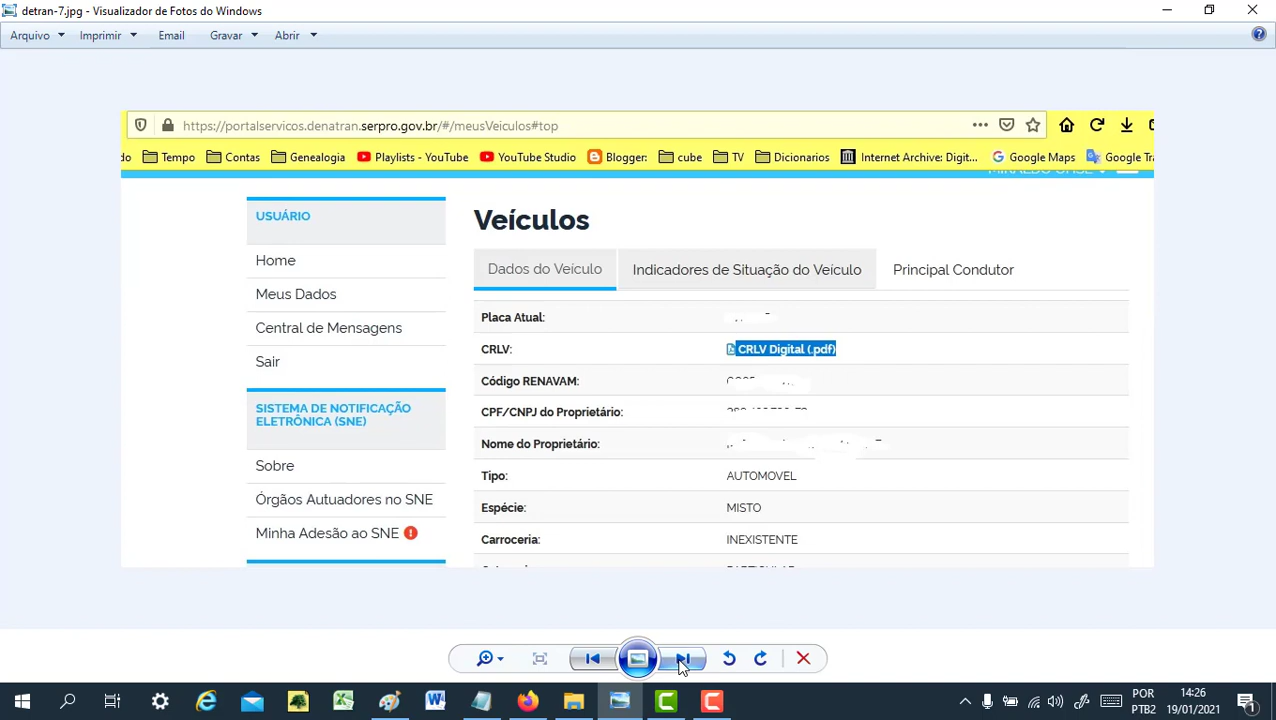 detran-7.jpg - Visualizador de Fotos do Windows
Arquivo Imprimir Email Gravar Abrir
https://portalservicos.denatran.serpro.gov.br/#/meusVeiculos#top
do Tempo Contas Genealogia Playlists - YouTube YouTube Studio Blogger: cube TV Dicionarios Internet Archive: Digit... Google Maps Google Tra
USUÁRIO
Home
Meus Dados
Central de Mensagens
Sair
SISTEMA DE NOTIFICAÇÃO
ELETRÔNICA (SNE)
Sobre
Órgãos Autuadores no SNE
Minha Adesão ao SNE
Veículos
Dados do Veículo Indicadores de Situação do Veículo Principal Condutor
Placa Atual:
CRLV: CRLV Digital (.pdf)
Código RENAVAM:
CPF/CNPJ do Proprietário:
Nome do Proprietário:
Tipo: AUTOMOVEL
Espécie: MISTO
Carroceria: INEXISTENTE
POR
PTB2
14:26
19/01/2021
1